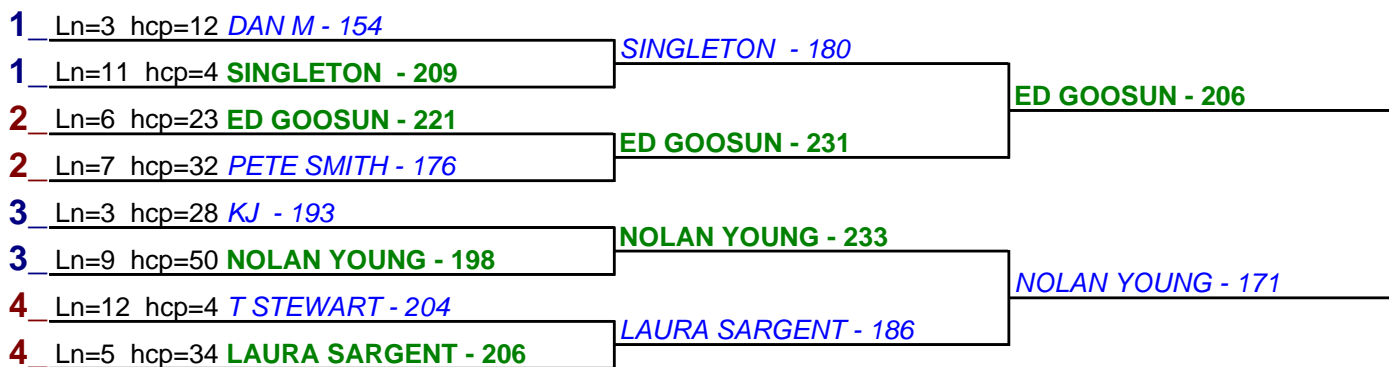 1_ Ln=3 hcp=12 DAN M - 154
SINGLETON - 180
1_ Ln=11 hcp=4 SINGLETON - 209
ED GOOSUN - 206
2_ Ln=6 hcp=23 ED GOOSUN - 221
ED GOOSUN - 231
2_ Ln=7 hcp=32 PETE SMITH - 176
3_ Ln=3 hcp=28 KJ - 193
NOLAN YOUNG - 233
3_ Ln=9 hcp=50 NOLAN YOUNG - 198
NOLAN YOUNG - 171
4_ Ln=12 hcp=4 T STEWART - 204
LAURA SARGENT - 186
4_ Ln=5 hcp=34 LAURA SARGENT - 206